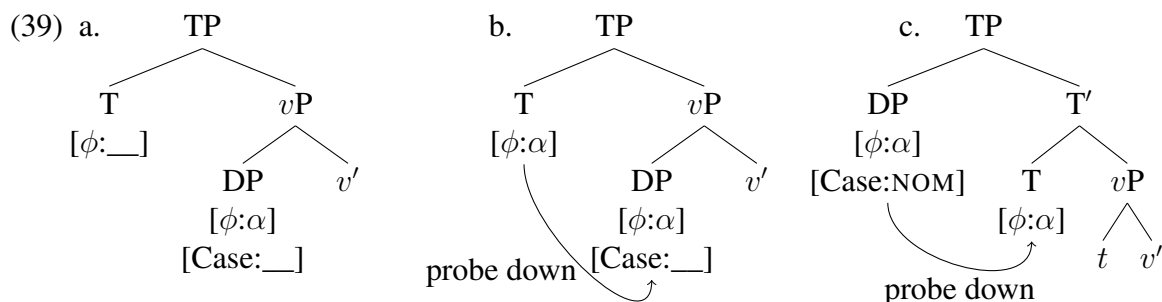 (39) a. TP b. TP c. TP
T vP T vP DP T′
[ϕ:__] [ϕ:α] [ϕ:α]
DP v′ DP v′ [Case:NOM] T vP
[ϕ:α] [ϕ:α] [ϕ:α]
[Case:__] probe down [Case:__] t v′
probe down